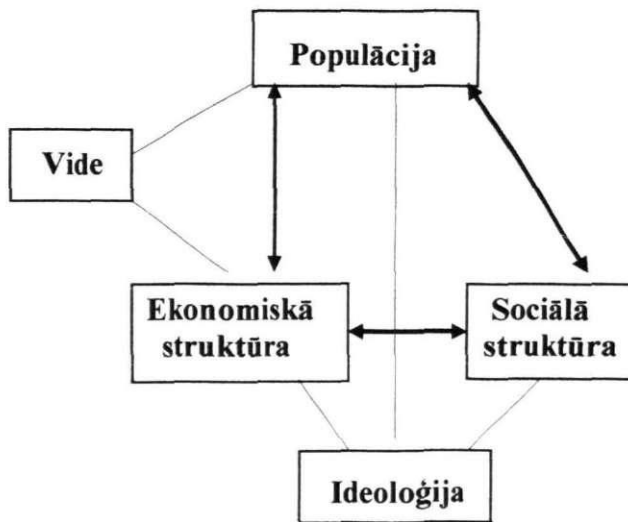 Populācija
Vide
Ekonomiskā
struktūra
Sociālā
struktūra
Ideoloģija